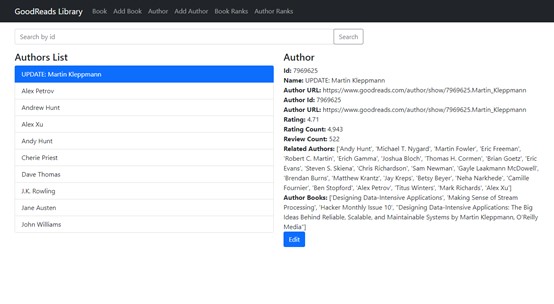 GoodReads Library Book Add Book Author Add Author Book Ranks Author Ranks
Search by id Search
Authors List
UPDATE: Martin Kleppmann
Alex Petrov
Andrew Hunt
Alex Xu
Andy Hunt
Cherie Priest
Dave Thomas
J.K. Rowling
Jane Austen
John Williams
Author
Id: 7969625
Name: UPDATE: Martin Kleppmann
Author URL: https://www.goodreads.com/author/show/7969625.Martin_Kleppmann
Author Id: 7969625
Author URL: https://www.goodreads.com/author/show/7969625.Martin_Kleppmann
Rating: 4.71
Rating Count: 4,943
Review Count: 522
Related Authors: ['Andy Hunt', 'Michael T. Nygard', 'Martin Fowler', 'Eric Freeman',
'Robert C. Martin', 'Erich Gamma', 'Joshua Bloch', 'Thomas H. Cormen', 'Brian Goetz', 'Eric
Evans', 'Steven S. Skiena', 'Chris Richardson', 'Sam Newman', 'Gayle Laakmann McDowell',
'Brendan Burns', 'Matthew Krantz', 'Jay Kreps', 'Betsy Beyer', 'Neha Narkhede', 'Camille
Fournier', 'Ben Stopford', 'Alex Petrov', 'Titus Winters', 'Mark Richards', 'Alex Xu']
Author Books: ['Designing Data-Intensive Applications', 'Making Sense of Stream
Processing', 'Hacker Monthly Issue 10', "Designing Data-Intensive Applications: The Big
Ideas Behind Reliable, Scalable, and Maintainable Systems by Martin Kleppmann, O'Reilly
Media"]
Edit